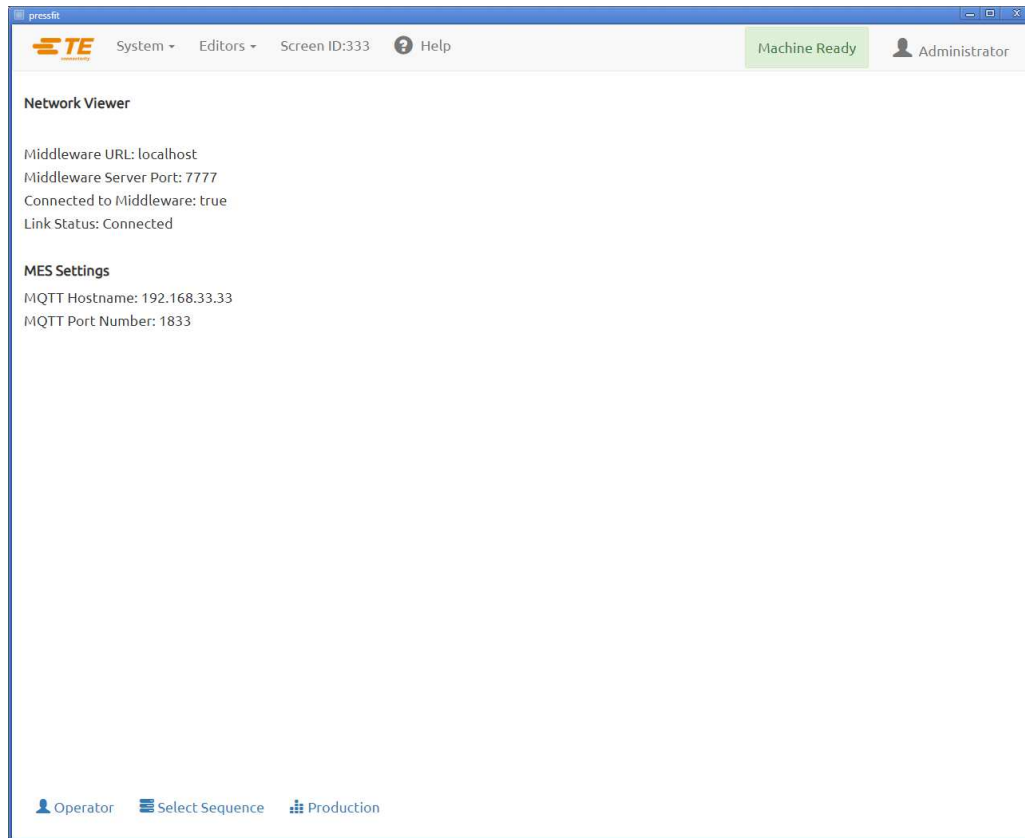 pressfit
TE
connectivity
System
Editors
Screen ID:333
Help
Machine Ready
Administrator
Network Viewer
Middleware URL: localhost
Middleware Server Port: 7777
Connected to Middleware: true
Link Status: Connected
MES Settings
MQTT Hostname: 192.168.33.33
MQTT Port Number: 1833
Operator
Select Sequence
Production